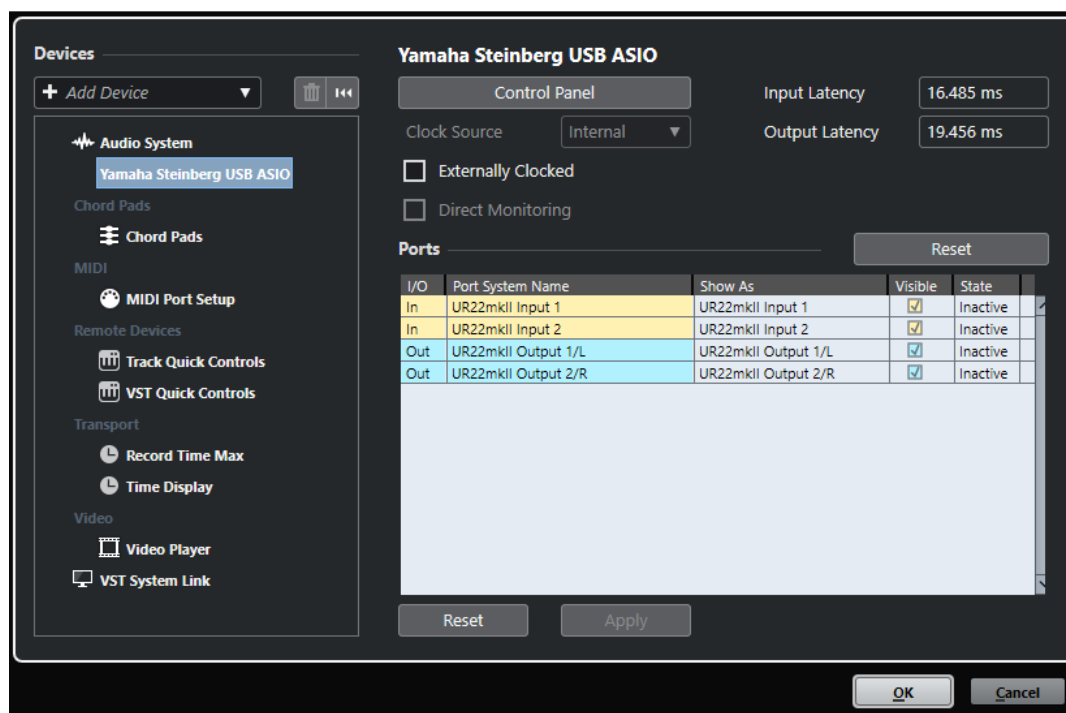 Devices
Add Device
Audio System
Yamaha Steinberg USB ASIO
Chord Pads
Chord Pads
MIDI
MIDI Port Setup
Remote Devices
Track Quick Controls
VST Quick Controls
Transport
Record Time Max
Time Display
Video
Video Player
VST System Link
Yamaha Steinberg USB ASIO
Control Panel
Input Latency 16.485 ms
Clock Source Internal
Output Latency 19.456 ms
Externally Clocked
Direct Monitoring
Ports
Reset
I/O Port System Name Show As Visible State
In UR22mkII Input 1 UR22mkII Input 1 Inactive
In UR22mkII Input 2 UR22mkII Input 2 Inactive
Out UR22mkII Output 1/L UR22mkII Output 1/L Inactive
Out UR22mkII Output 2/R UR22mkII Output 2/R Inactive
Reset Apply
OK Cancel